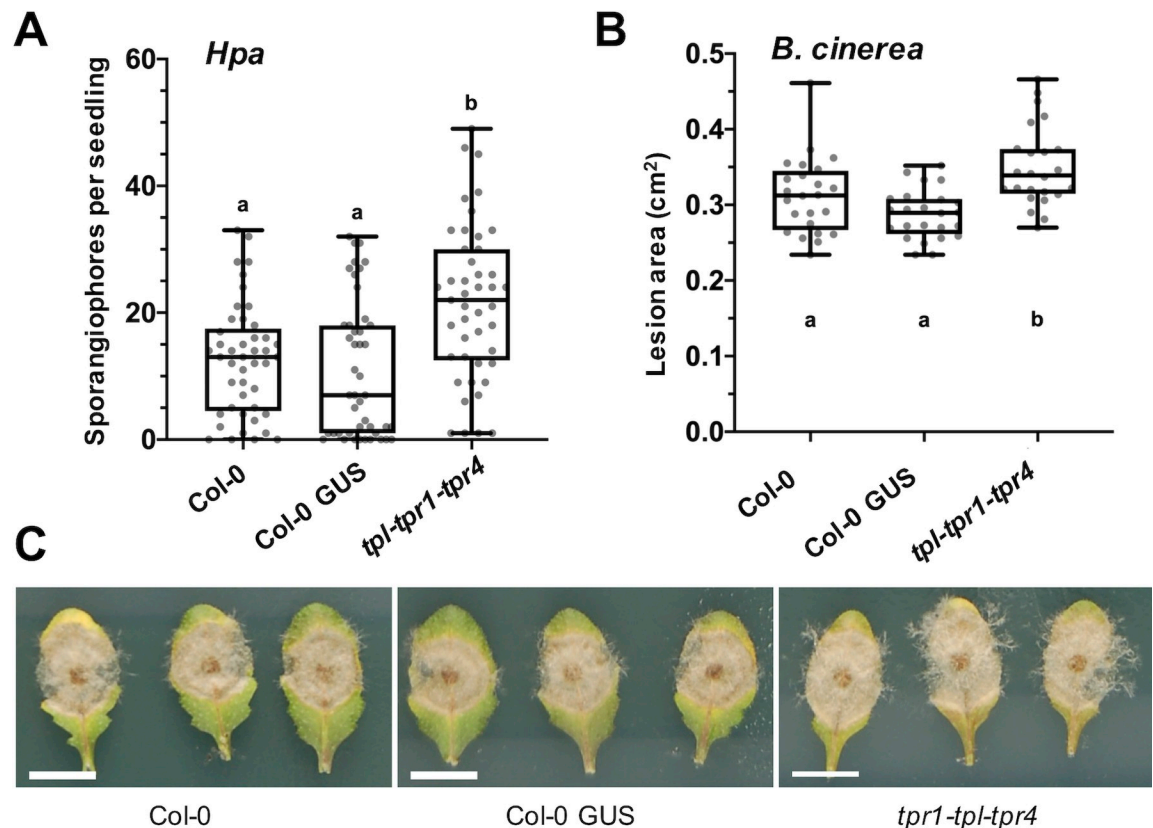 A
Hpa
Sporangiophores per seedling
60
40
20
0
a
a
b
Col-0
Col-0 GUS
tpl-tpr1-tpr4
B
B. cinerea
Lesion area (cm²)
0.5
0.4
0.3
0.2
0.1
0.0
a
a
b
Col-0
Col-0 GUS
tpl-tpr1-tpr4
C
Col-0
Col-0 GUS
tpr1-tpl-tpr4